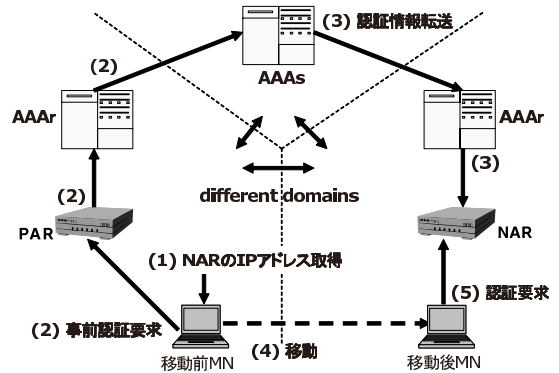 (3) 認証情報転送
(2)
AAAs
AAAr
AAAr
(2)
(3)
different domains
PAR
NAR
(1) NARのIPアドレス取得
(5) 認証要求
(2) 事前認証要求
(4) 移動
移動前MN
移動後MN